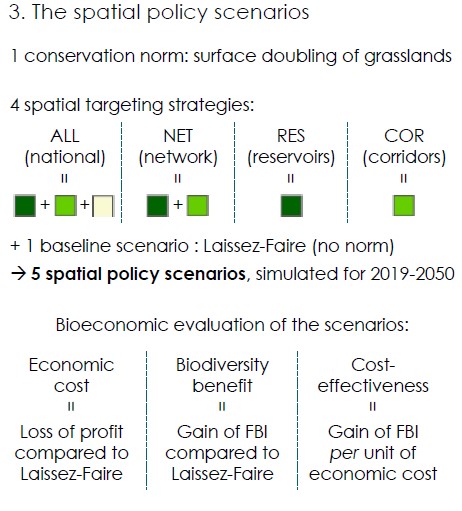 3. The spatial policy scenarios
1 conservation norm: surface doubling of grasslands
4 spatial targeting strategies:
ALL NET RES COR
(national) (network) (reservoirs) (corridors)
= = = =
+ + +
+ 1 baseline scenario : Laissez-Faire (no norm)
→ 5 spatial policy scenarios, simulated for 2019-2050
Bioeconomic evaluation of the scenarios:
Economic Biodiversity Cost-
cost benefit effectiveness
= = =
Loss of profit Gain of FBI Gain of FBI
compared to compared to per unit of
Laissez-Faire Laissez-Faire economic cost